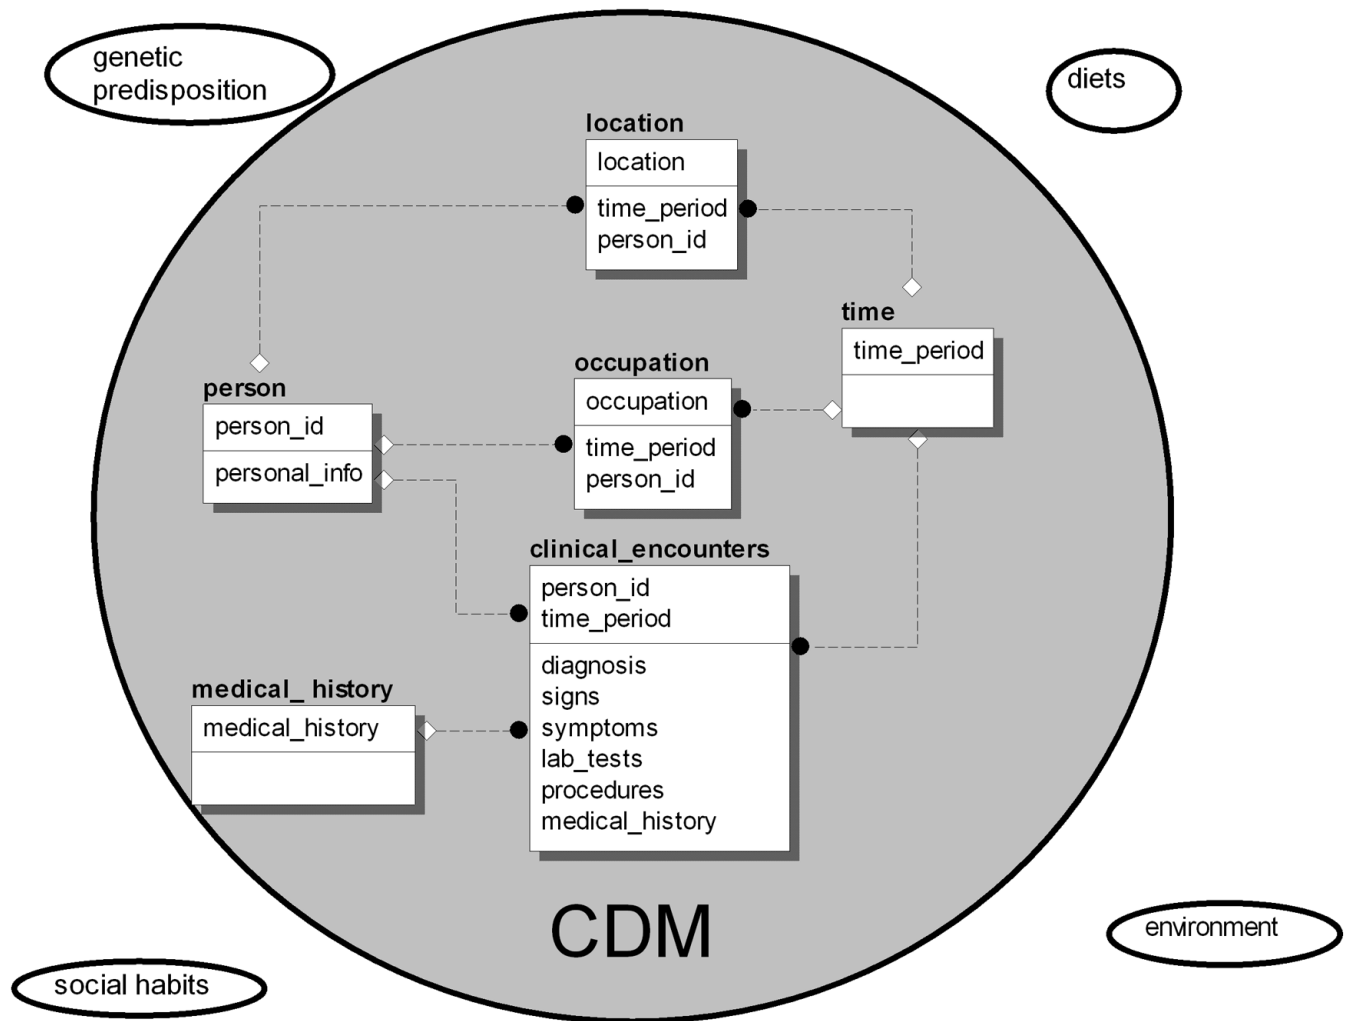 genetic
predisposition
diets
location
location
time_period
person_id
time
time_period
occupation
occupation
time_period
person_id
person
person_id
personal_info
clinical_encounters
person_id
time_period
diagnosis
signs
symptoms
lab_tests
procedures
medical_history
medical_ history
medical_history
CDM
environment
social habits